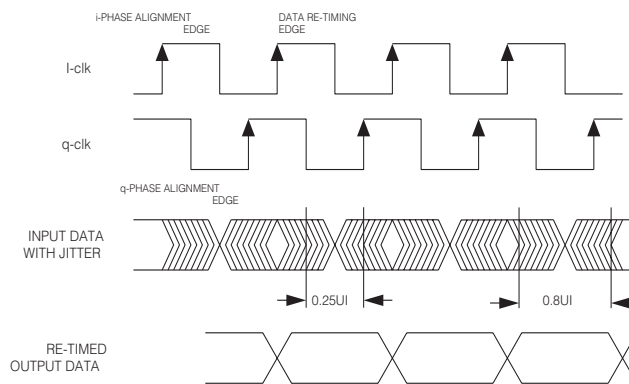 i-PHASE ALIGNMENT
EDGE
DATA RE-TIMING
EDGE
I-clk
q-clk
q-PHASE ALIGNMENT
EDGE
INPUT DATA
WITH JITTER
0.25UI
0.8UI
RE-TIMED
OUTPUT DATA